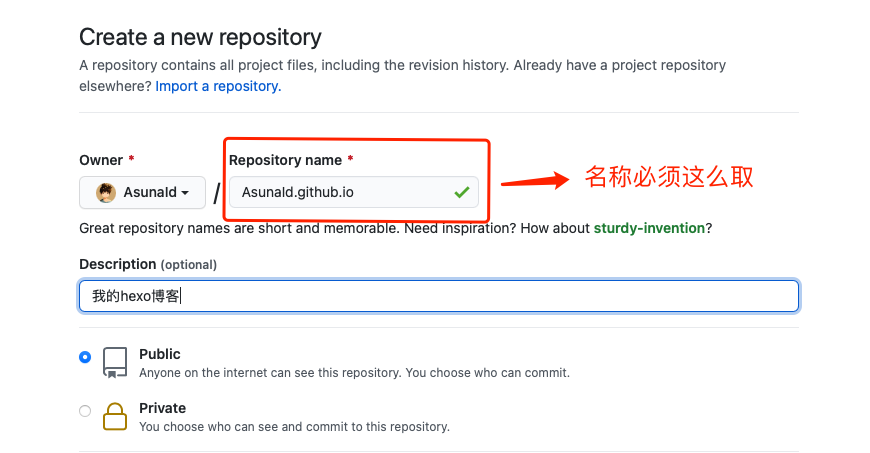 Create a new repository
A repository contains all project files, including the revision history. Already have a project repository
elsewhere? Import a repository.
Owner *
Repository name *
Asunald
/
Asunald.github.io
名称必须这么取
Great repository names are short and memorable. Need inspiration? How about sturdy-invention?
Description (optional)
我的hexo博客
Public
Anyone on the internet can see this repository. You choose who can commit.
Private
You choose who can see and commit to this repository.